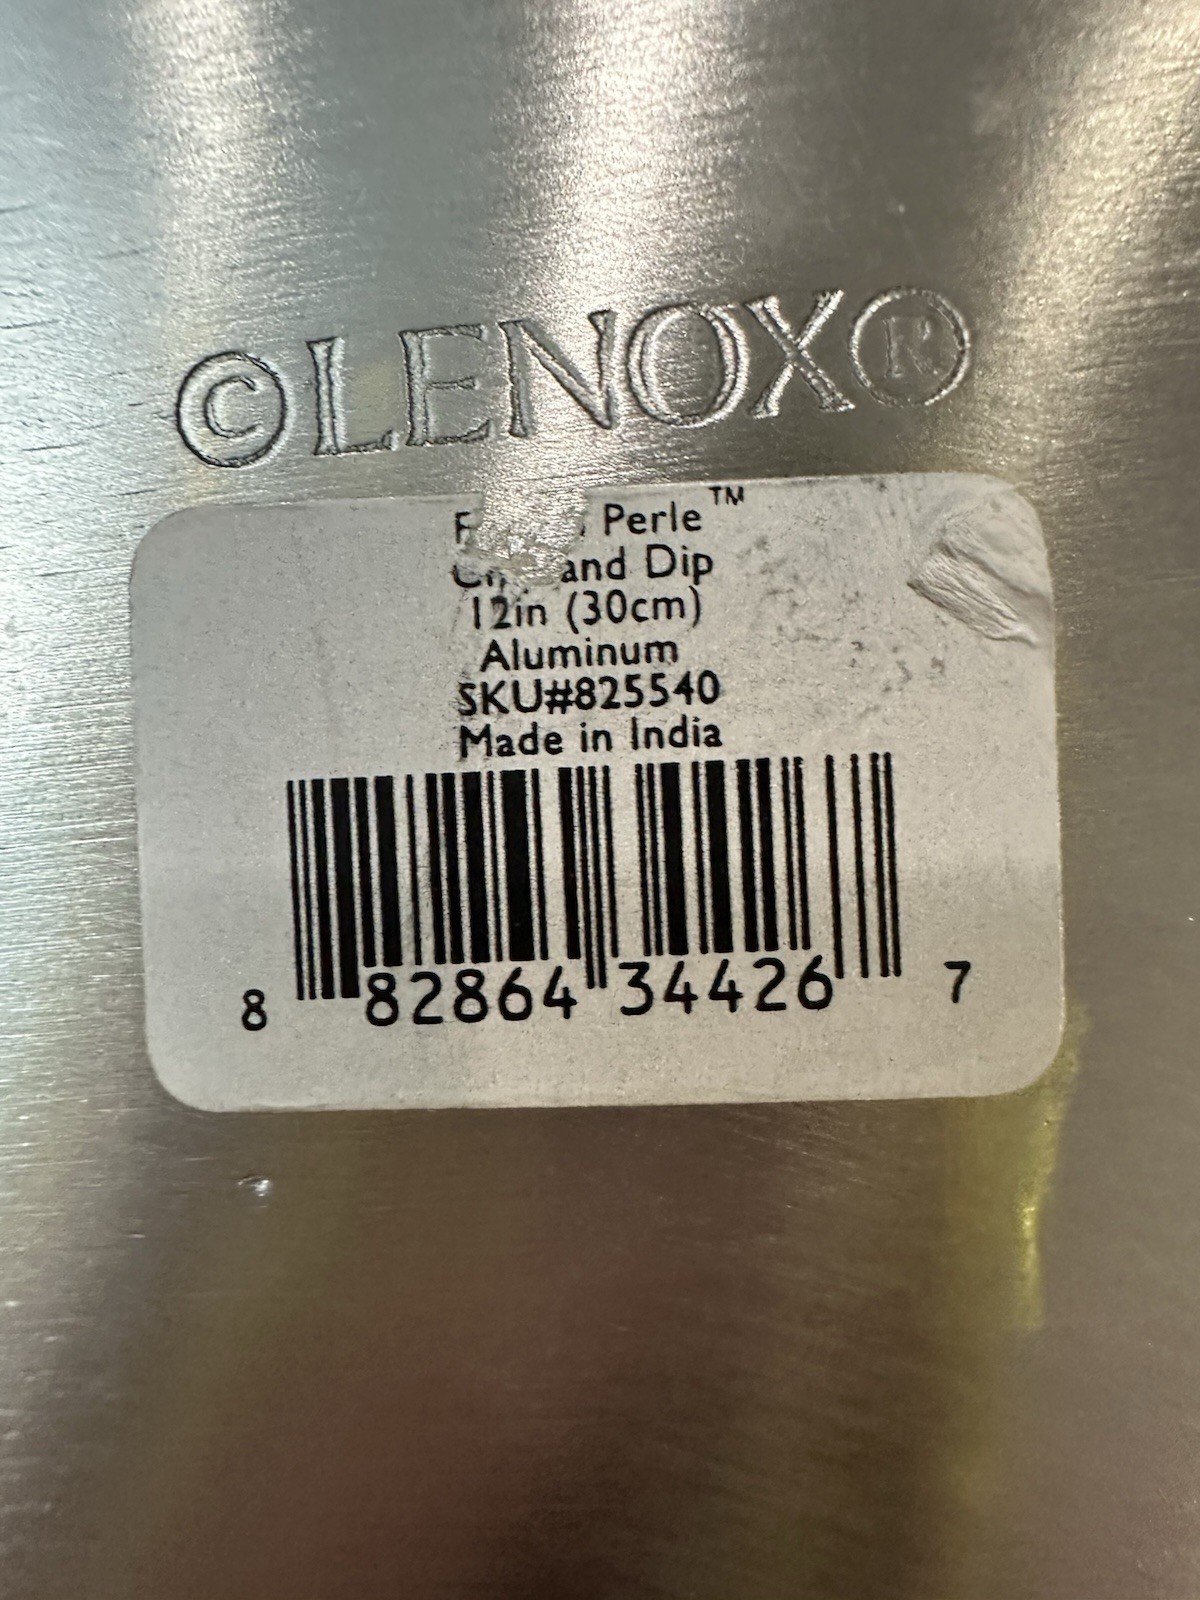 ©LENOX®
Perle™
and Dip
12in (30cm)
Aluminum
SKU#825540
Made in India
8 82864 34426 7